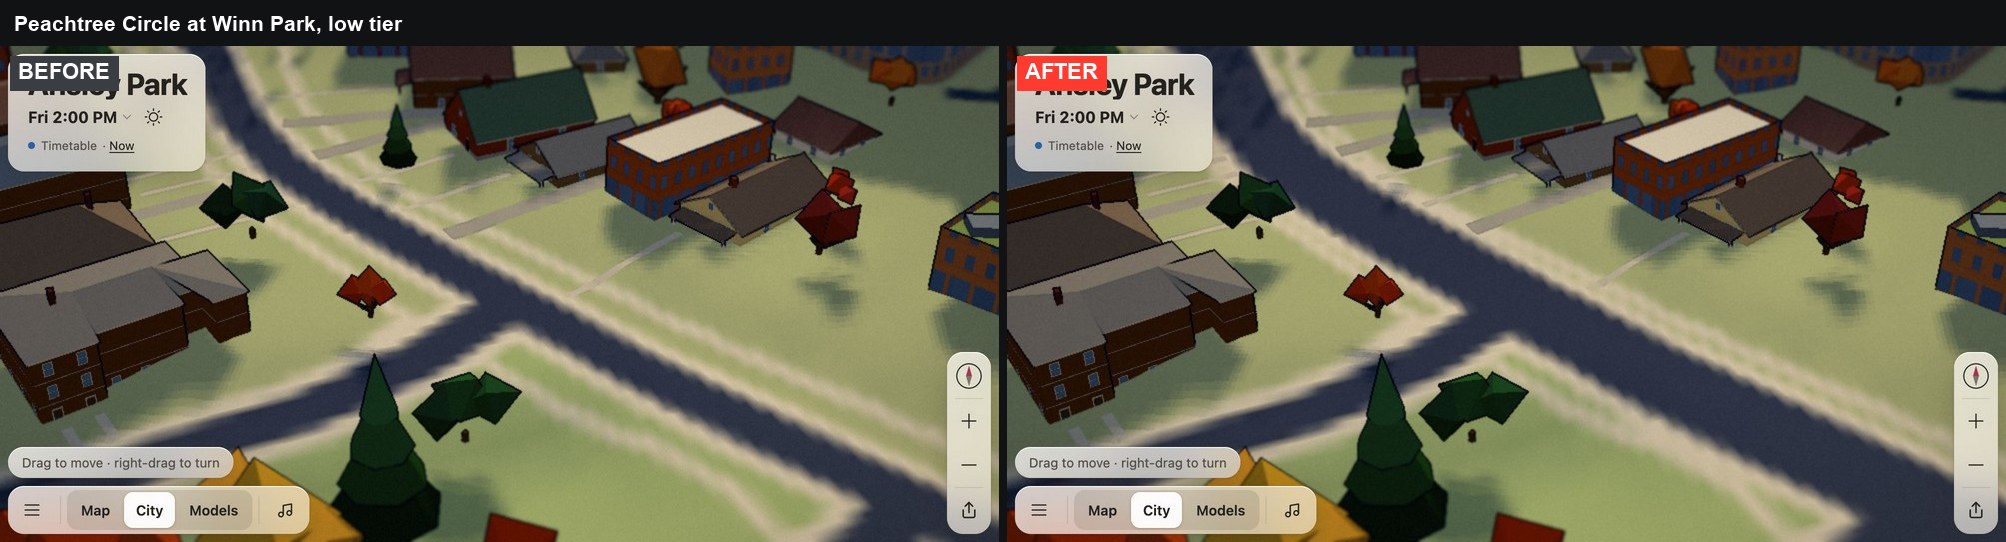 Peachtree Circle at Winn Park, low tier
BEFORE
Park
Fri 2:00 PM
Timetable · Now
Drag to move · right-drag to turn
Map City Models
AFTER
Park
Fri 2:00 PM
Timetable · Now
Drag to move · right-drag to turn
Map City Models